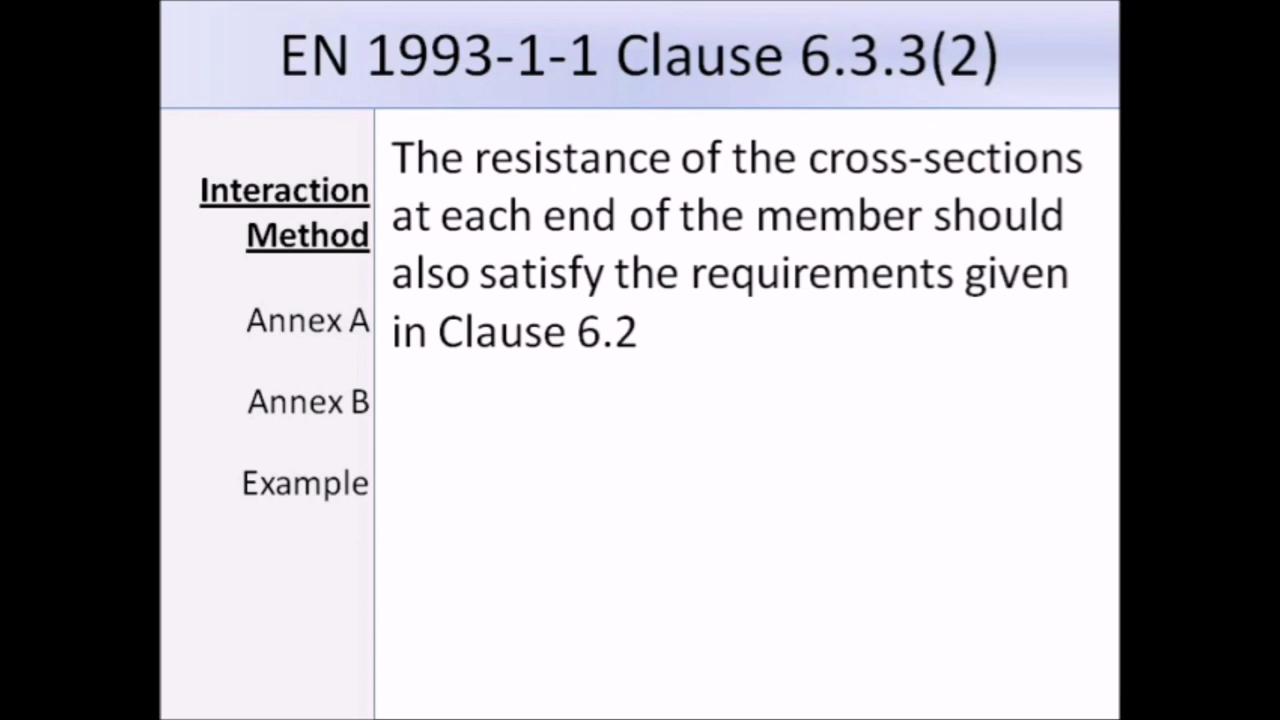 EN 1993-1-1 Clause 6.3.3(2)
Interaction
Method
Annex A
Annex B
Example
The resistance of the cross-sections
at each end of the member should
also satisfy the requirements given
in Clause 6.2